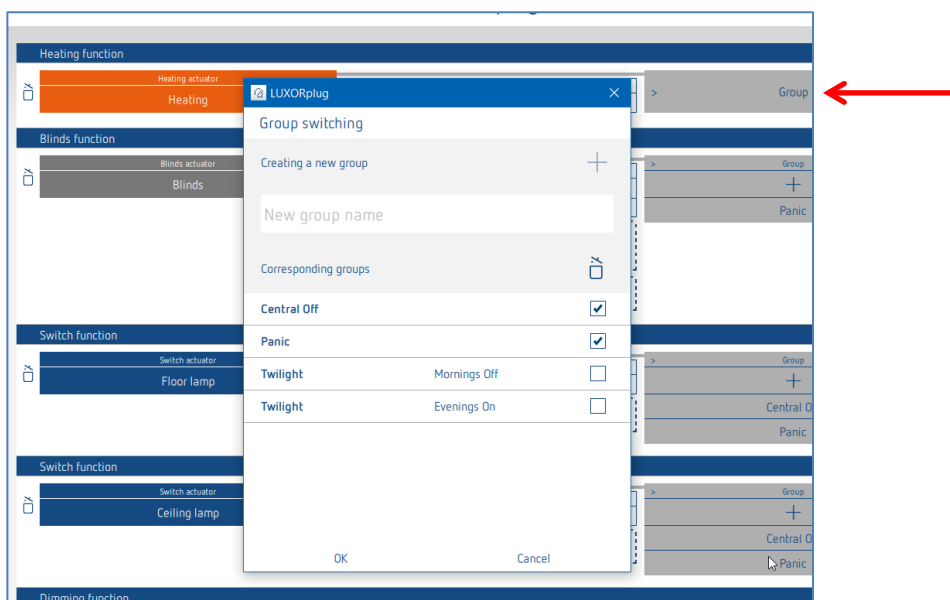 Heating function
Heating actuator
Heating
Group
LUXORplug
Group switching
Creating a new group
New group name
Corresponding groups
Central Off
Panic
Twilight Mornings Off
Twilight Evenings On
OK Cancel
Blinds function
Blinds actuator
Blinds
> Group
Panic
Switch function
Switch actuator
Floor lamp
> Group
Central O
Panic
Switch function
Switch actuator
Ceiling lamp
> Group
Central O
Panic
Dimming function